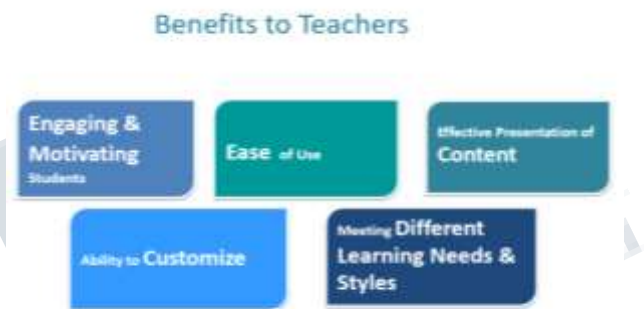 Benefits to Teachers
Engaging &
Motivating
Students
Ease of Use
Effective Presentation of
Content
Ability to Customize
Meeting Different
Learning Needs &
Styles